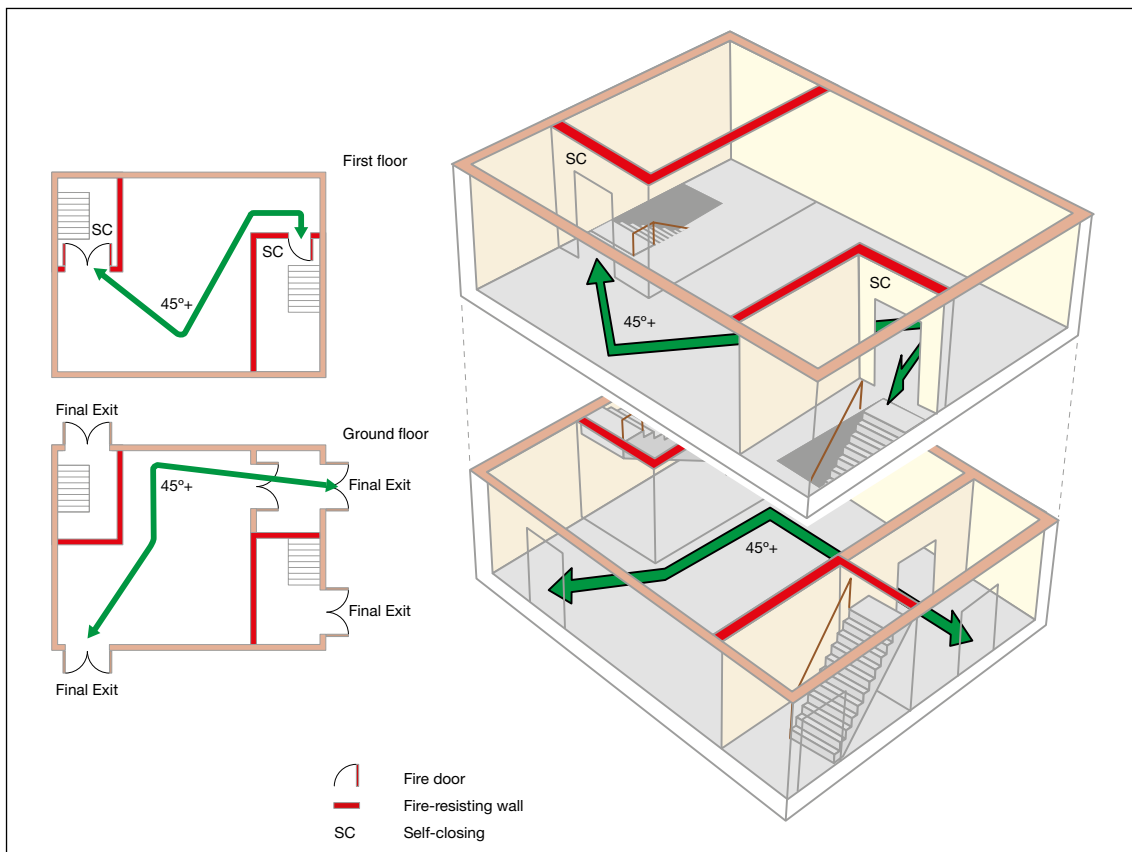 First floor
SC
SC
45º+
Final Exit
Ground floor
45º+
Final Exit
Final Exit
Final Exit
SC
SC
45º+
45º+
Fire door
Fire-resisting wall
SC Self-closing